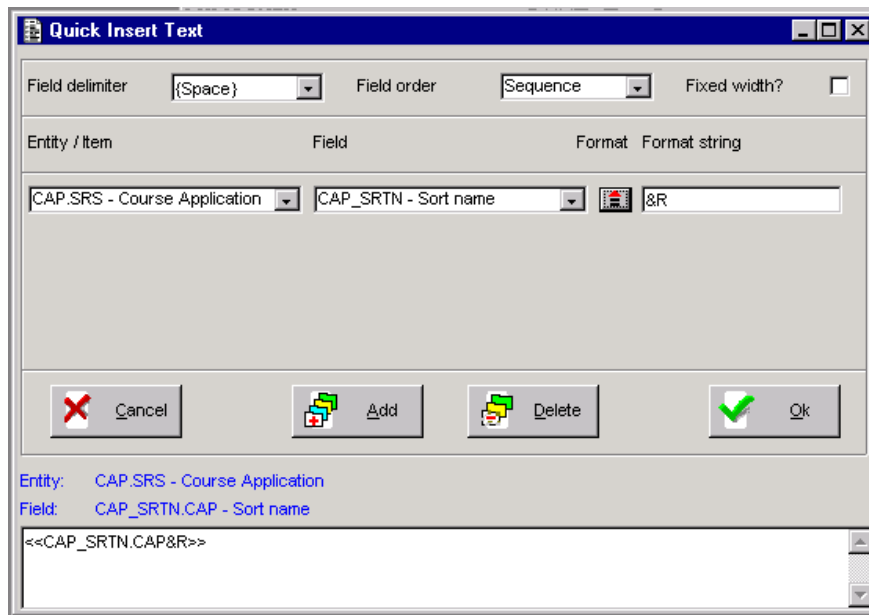 Quick Insert Text
Field delimiter {Space} Field order Sequence Fixed width?
Entity / Item Field Format Format string
CAP.SRS - Course Application CAP_SRTN - Sort name &R
Cancel Add Delete Ok
Entity: CAP.SRS - Course Application
Field: CAP_SRTN.CAP - Sort name
<<CAP_SRTN.CAP&R>>